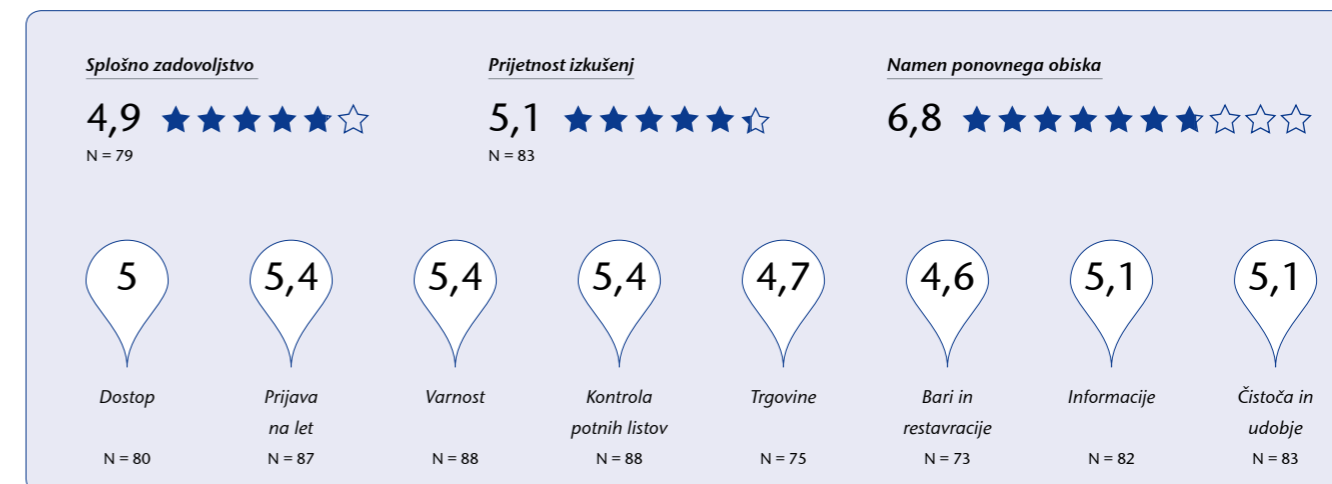 Splošno zadovoljstvo
4,9
N = 79
Prijetnost izkušenj
5,1
N = 83
Namen ponovnega obiska
6,8
5
Dostop
N = 80
5,4
Prijava
na let
N = 87
5,4
Varnost
N = 88
5,4
Kontrola
potnih listov
N = 88
4,7
Trgovine
N = 75
4,6
Bari in
restavracije
N = 73
5,1
Informacije
N = 82
5,1
Čistoča in
udobje
N = 83